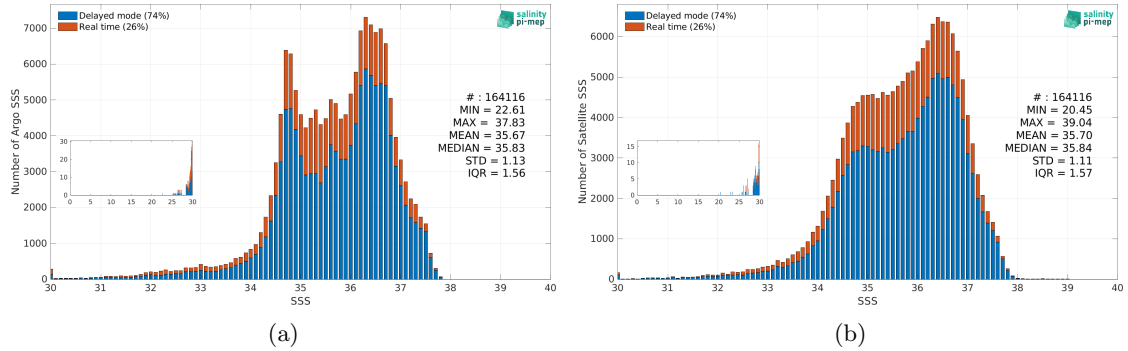 Delayed mode (74%)
Real time (26%)
salinity
pi-mep
Number of Argo SSS
7000
6000
5000
4000
3000
2000
1000
0
# : 164116
MIN = 22.61
MAX = 37.83
MEAN = 35.67
MEDIAN = 35.83
STD = 1.13
IQR = 1.56
30
20
10
0
0 5 10 15 20 25 30
30 31 32 33 34 35 36 37 38 39 40
SSS
(a)
Delayed mode (74%)
Real time (26%)
salinity
pi-mep
Number of Satellite SSS
6000
5000
4000
3000
2000
1000
0
# : 164116
MIN = 20.45
MAX = 39.04
MEAN = 35.70
MEDIAN = 35.84
STD = 1.11
IQR = 1.57
15
10
5
0
0 5 10 15 20 25 30
30 31 32 33 34 35 36 37 38 39 40
SSS
(b)